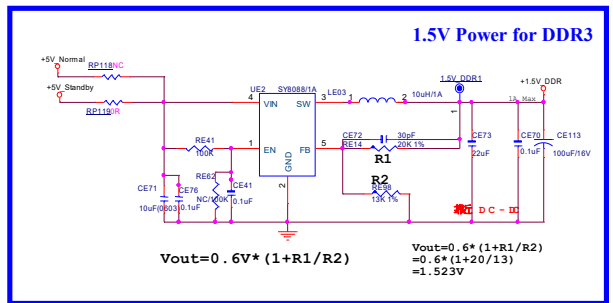 1.5V Power for DDR3
+5V_Normal
RP118NC
+5V_Standby
RP1190R
UE2 SY8088/1A
LE03
1.5V_DDR1
+1.5V_DDR
4 VIN SW 3
1 2
10uH/1A
1A Max
1
RE41
100K
1 EN FB 5
GND
2
CE72 30pF
RE14 20K 1%
R1
R2
RE98
13K 1%
CE73
22uF
CE70
0.1uF
CE113
100uF/16V
RE62
NC/100K
CE41
0.1uF
CE71
10uF(0603)
CE76
0.1uF
DC-DC
Vout=0.6V*(1+R1/R2)
Vout=0.6*(1+R1/R2)
=0.6*(1+20/13)
=1.523V